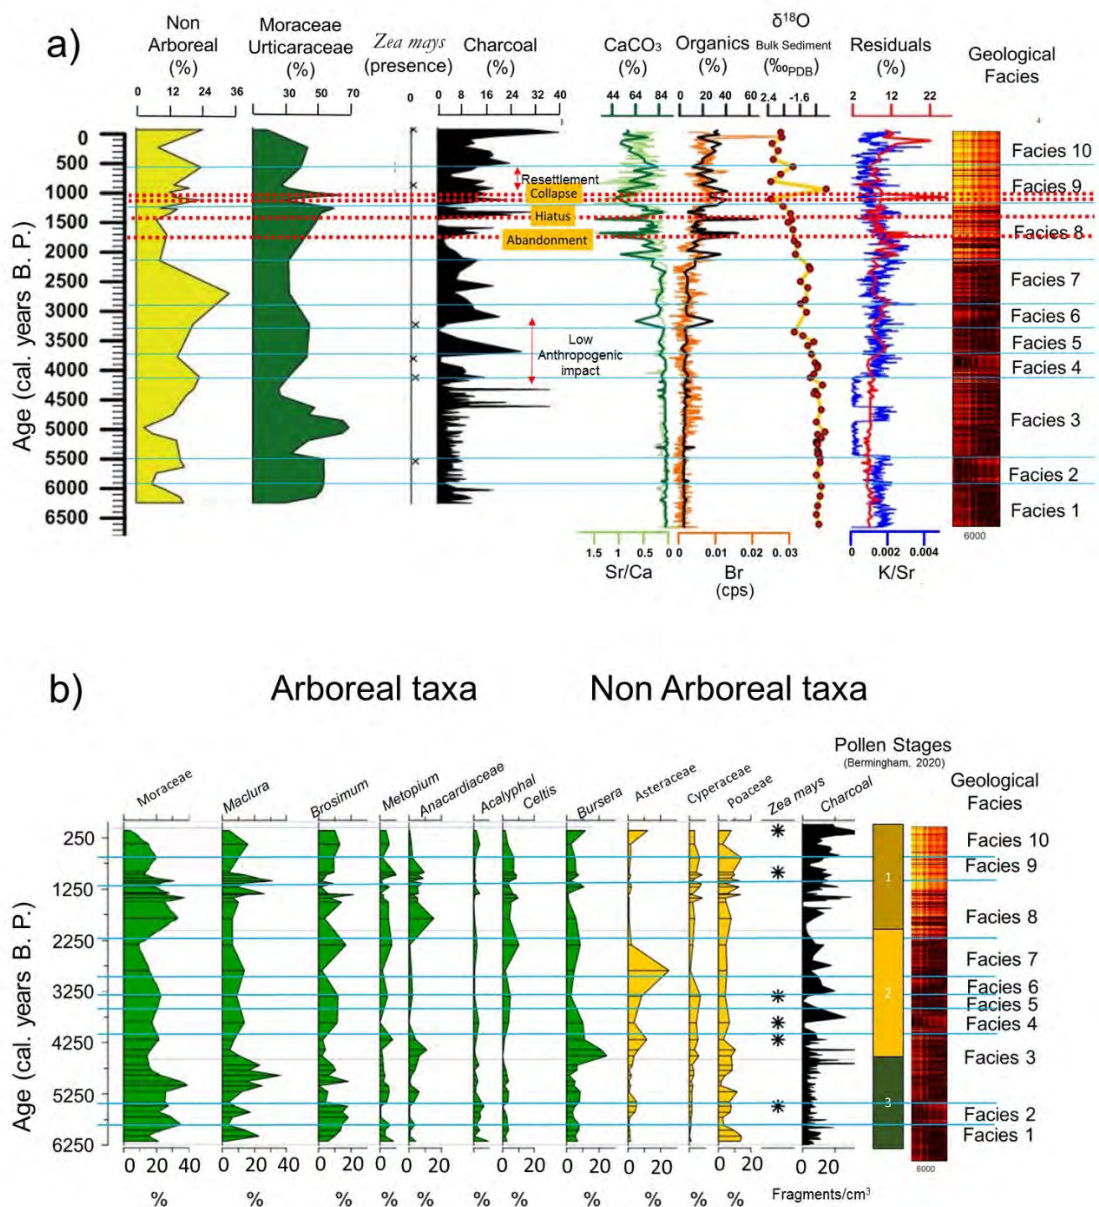 a)
Non
Arboreal
(%)
Moraceae
Urticaraceae
(%)
Zea mays
(presence)
Charcoal
(%)
CaCO₃
(%)
Organics
(%)
δ¹⁸O
Bulk Sediment
(‰PDB)
Residuals
(%)
Geological
Facies
0 12 24 36
30 50 70
0
0 8 16 24 32 40
44 64 84
0 20 40 60
2.4 -1.6
2 12 22
4
Age (cal. years B. P.)
0
500
1000
1500
2000
2500
3000
3500
4000
4500
5000
5500
6000
6500
Resettlement
Collapse
Hiatus
Abandonment
Low
Anthropogenic
impact
Facies 10
Facies 9
Facies 8
Facies 7
Facies 6
Facies 5
Facies 4
Facies 3
Facies 2
Facies 1
6000
1.5 1 0.5 0
Sr/Ca
0 0.01 0.02 0.03
Br
(cps)
0 0.002 0.004
K/Sr
b)
Arboreal taxa
Non Arboreal taxa
Pollen Stages
(Bermingham, 2020)
Geological
Facies
Moraceae
Maclura
Brosimum
Metopium
Anacardiaceae
Acalyphal
Celtis
Bursera
Asteraceae
Cyperaceae
Poaceae
Zea mays
Charcoal
Age (cal. years B. P.)
250
1250
2250
3250
4250
5250
6250
1
2
3
Facies 10
Facies 9
Facies 8
Facies 7
Facies 6
Facies 5
Facies 4
Facies 3
Facies 2
Facies 1
6000
0 20 40 0 20 40 0 20 0 0 20 0 0 20 0 20 0 20 0 0 0 20
% % % % % % % % % % %
Fragments/cm³